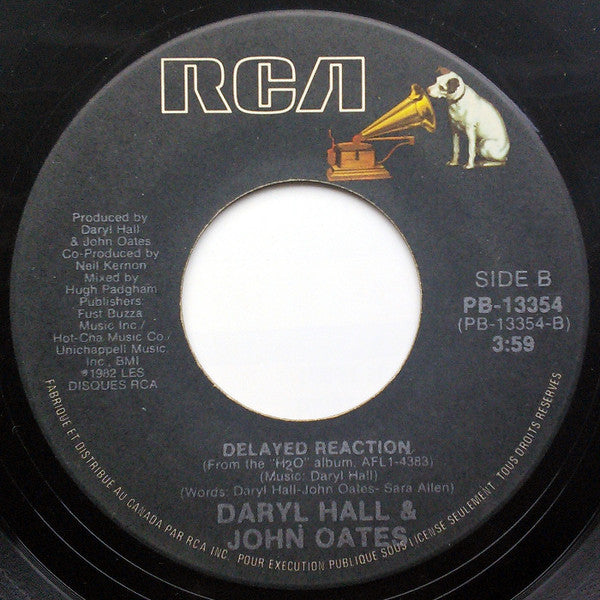 RCA
Produced by
Daryl Hall
& John Oates
Co-Produced by
Neil Kernon
Mixed by
Hugh Padgham
Publishers:
Fust Buzza
Music Inc/
Hot-Cha Music Co/
Unichappell Music
Inc., BMI
℗1982 LES
DISQUES RCA
SIDE B
PB-13354
(PB-13354-B)
3:59
DELAYED REACTION
(From the "H2O" album, AFL1-4383)
(Music: Daryl Hall)
(Words: Daryl Hall-John Oates- Sara Allen)
DARYL HALL &
JOHN OATES
FABRIQUE ET DISTRIBUE AU CANADA PAR RCA INC. POUR EXECUTION PUBLIQUE SOUS LICENCE SEULEMENT. TOUS DROITS RESERVES